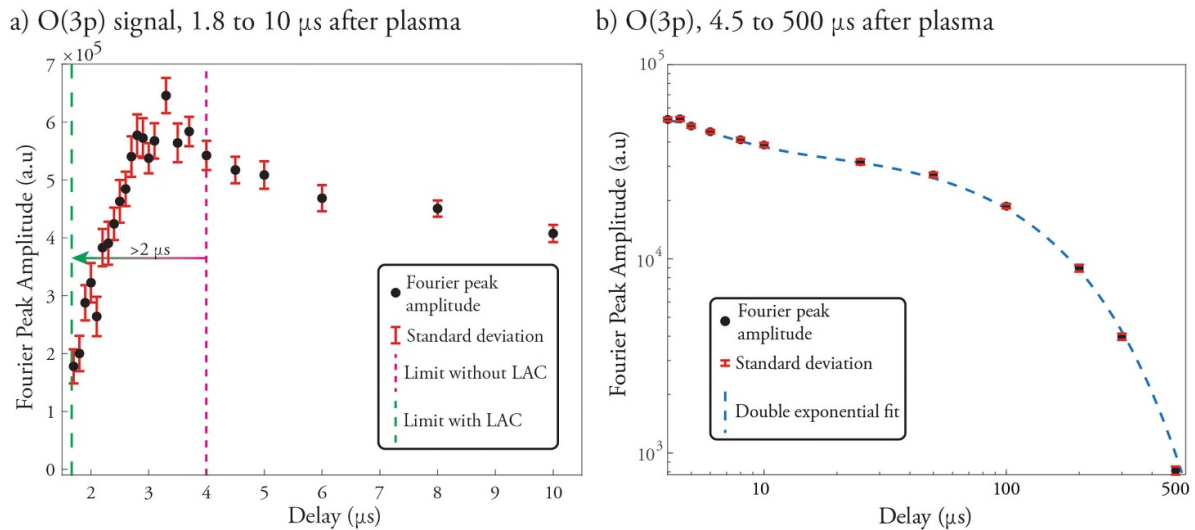 a) O(3p) signal, 1.8 to 10 μs after plasma
×10⁵
7
6
5
4
3
2
1
0
Fourier Peak Amplitude (a.u)
>2 μs
Fourier peak
amplitude
Standard deviation
Limit without LAC
Limit with LAC
2 3 4 5 6 7 8 9 10
Delay (μs)
b) O(3p), 4.5 to 500 μs after plasma
10⁵
10⁴
10³
Fourier Peak Amplitude (a.u)
Fourier peak
amplitude
Standard deviation
Double exponential fit
10 100 500
Delay (μs)